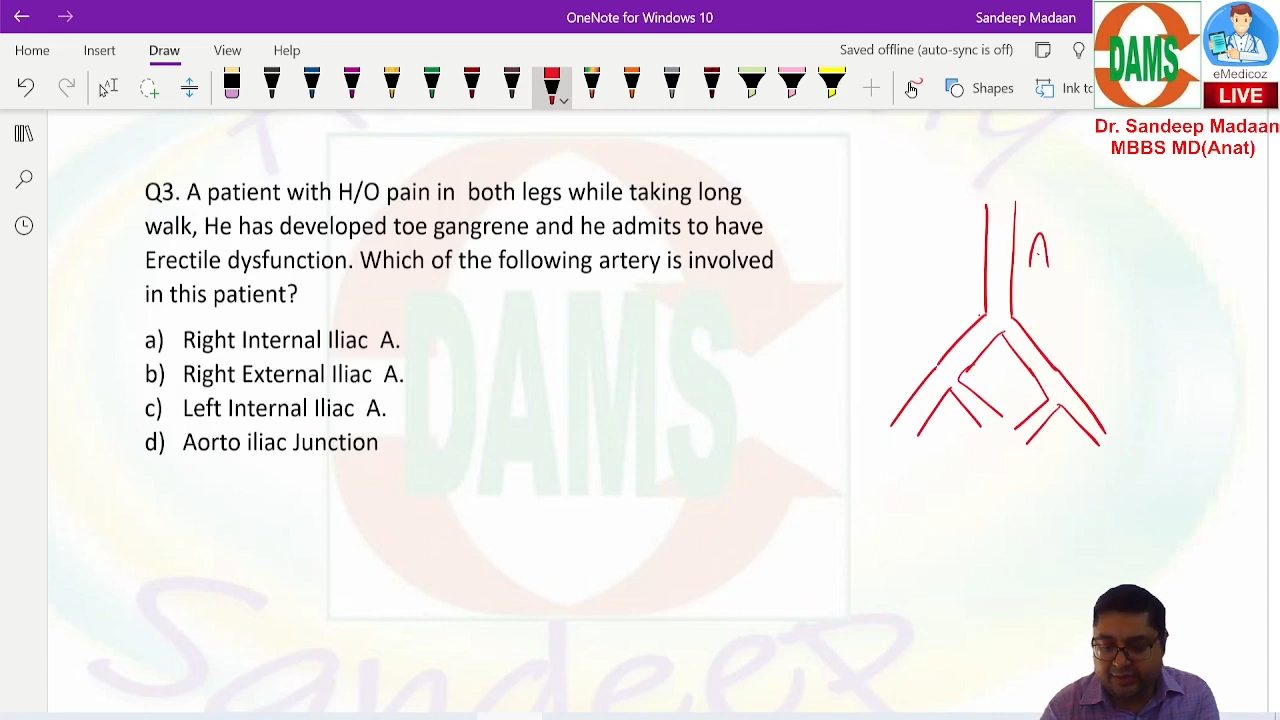 OneNote for Windows 10
Sandeep Madaan
Home Insert Draw View Help
Saved offline (auto-sync is off)
Shapes
Ink to
DAMS
eMedicoz
LIVE
Dr. Sandeep Madaan
MBBS MD(Anat)
Q3. A patient with H/O pain in both legs while taking long
walk, He has developed toe gangrene and he admits to have
Erectile dysfunction. Which of the following artery is involved
in this patient?
a) Right Internal Iliac A.
b) Right External Iliac A.
c) Left Internal Iliac A.
d) Aorto iliac Junction
A
DAMS
Sandeep